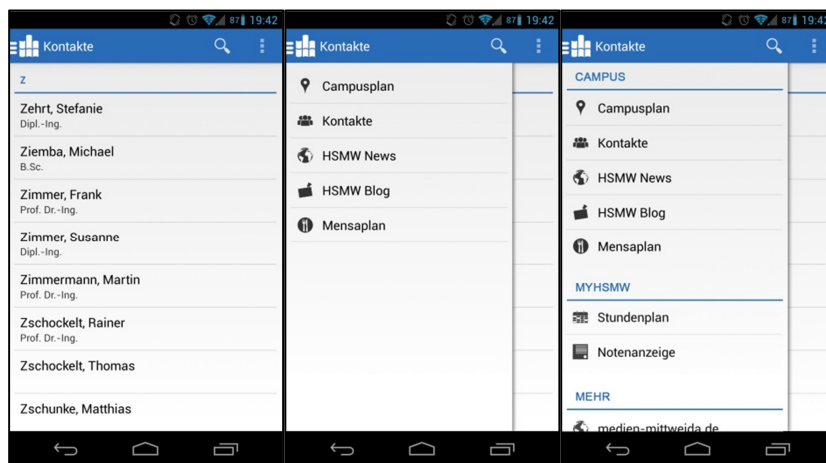 87 19:42
Kontakte
Z
Zehrt, Stefanie
Dipl.-Ing.
Ziemba, Michael
B.Sc.
Zimmer, Frank
Prof. Dr.-Ing.
Zimmer, Susanne
Dipl.-Ing.
Zimmermann, Martin
Prof. Dr.-Ing.
Zschockelt, Rainer
Prof. Dr.-Ing.
Zschockelt, Thomas
Zschunke, Matthias
87 19:42
Kontakte
Campusplan
Kontakte
HSMW News
HSMW Blog
Mensaplan
87 19:42
Kontakte
CAMPUS
Campusplan
Kontakte
HSMW News
HSMW Blog
Mensaplan
MYHSMW
Stundenplan
Notenanzeige
MEHR
medien-mittweida.de